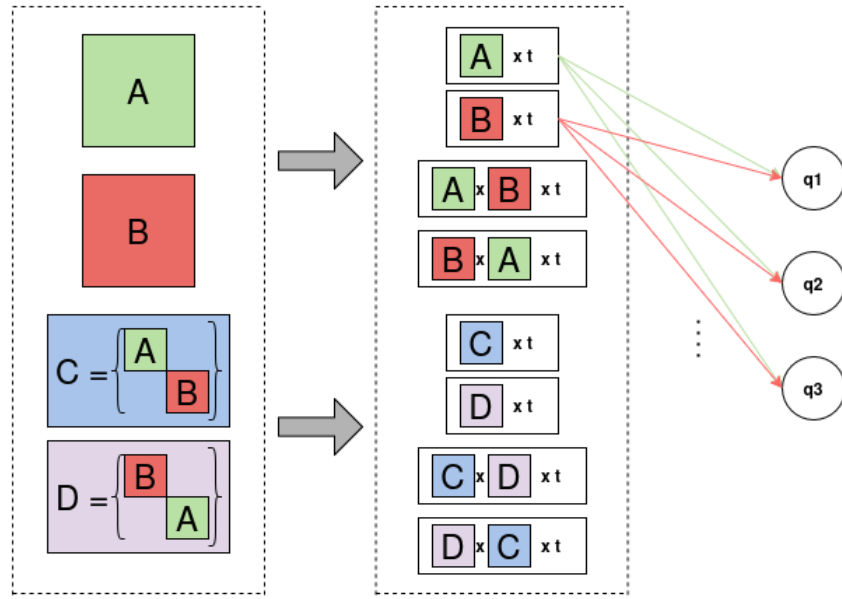 A
B
C = { A
B }
D = { B
A }
A x t
B x t
A x B x t
B x A x t
C x t
D x t
C x D x t
D x C x t
q1
q2
q3